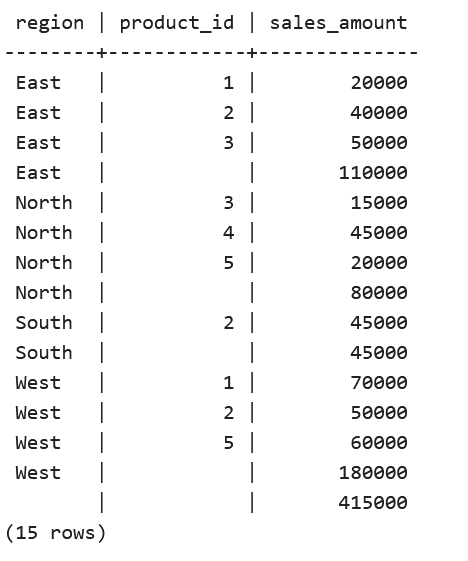 region | product_id | sales_amount
--------+------------+--------------
 East   |          1 |        20000
 East   |          2 |        40000
 East   |          3 |        50000
 East   |            |       110000
 North  |          3 |        15000
 North  |          4 |        45000
 North  |          5 |        20000
 North  |            |        80000
 South  |          2 |        45000
 South  |            |        45000
 West   |          1 |        70000
 West   |          2 |        50000
 West   |          5 |        60000
 West   |            |       180000
        |            |       415000
(15 rows)